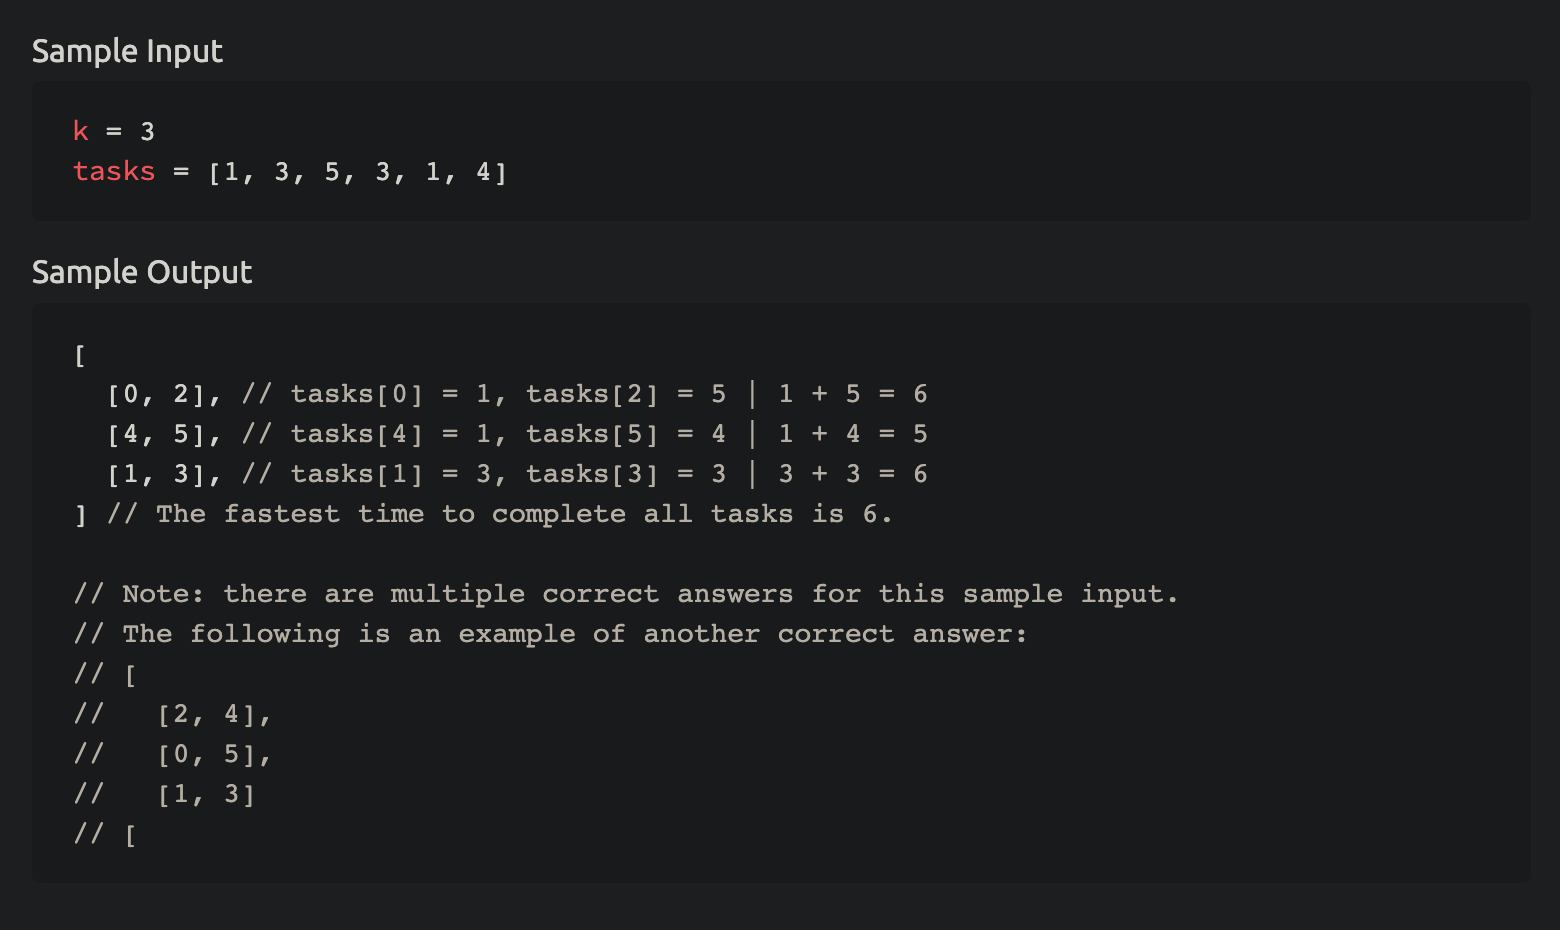 Sample Input
k = 3
tasks = [1, 3, 5, 3, 1, 4]
Sample Output
[
  [0, 2], // tasks[0] = 1, tasks[2] = 5 | 1 + 5 = 6
  [4, 5], // tasks[4] = 1, tasks[5] = 4 | 1 + 4 = 5
  [1, 3], // tasks[1] = 3, tasks[3] = 3 | 3 + 3 = 6
] // The fastest time to complete all tasks is 6.
// Note: there are multiple correct answers for this sample input.
// The following is an example of another correct answer:
// [
//   [2, 4],
//   [0, 5],
//   [1, 3]
// [